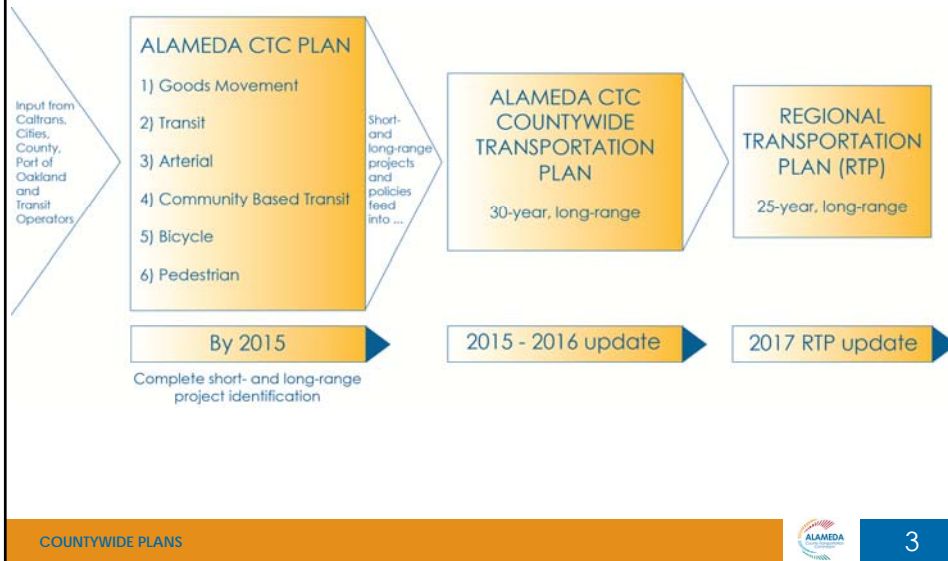 Input from
Caltrans,
Cities,
County,
Port of
Oakland
and
Transit
Operators
ALAMEDA CTC PLAN
1) Goods Movement
2) Transit
3) Arterial
4) Community Based Transit
5) Bicycle
6) Pedestrian
Short-
and
long-range
projects
and
policies
feed
into ...
ALAMEDA CTC
COUNTYWIDE
TRANSPORTATION
PLAN
30-year, long-range
REGIONAL
TRANSPORTATION
PLAN (RTP)
25-year, long-range
By 2015
2015 - 2016 update
2017 RTP update
Complete short- and long-range
project identification
COUNTYWIDE PLANS
ALAMEDA
3